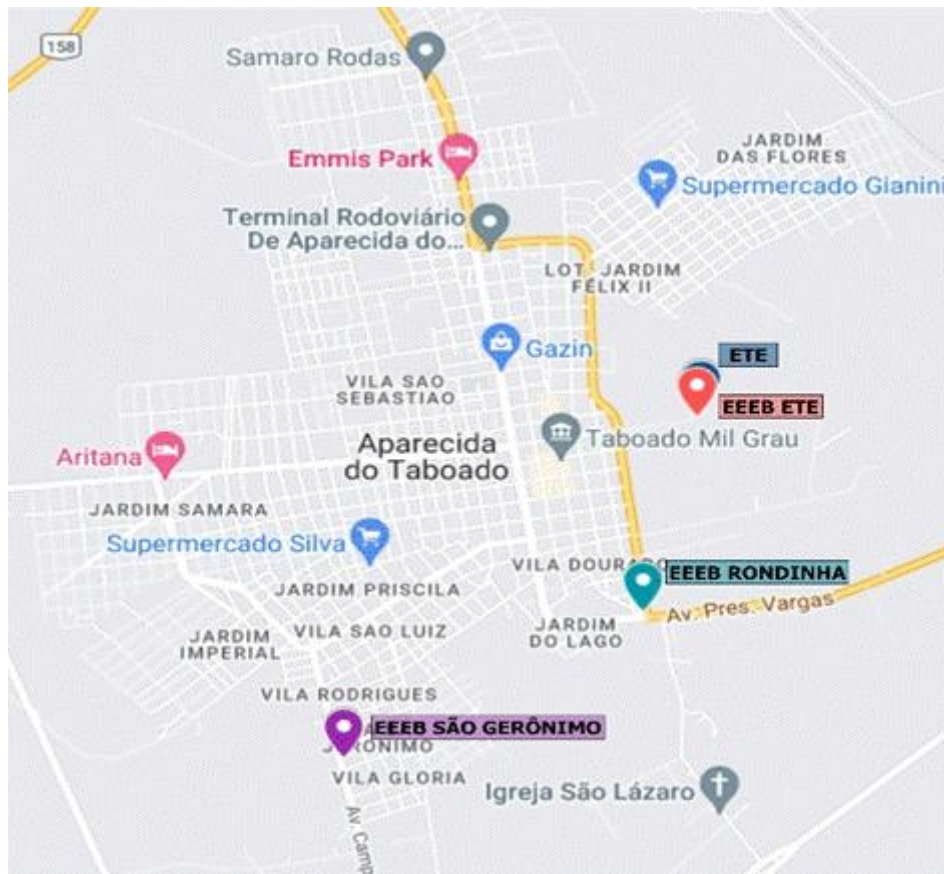 158
Samaro Rodas
Emmis Park
JARDIM
DAS FLORES
Supermercado Gianini
Terminal Rodoviário
De Aparecida do...
LOT. JARDIM
FÉLIX II
Gazin
ETE
VILA SAO
SEBASTIAO
EEEB ETE
Taboado Mil Grau
Aparecida
do Taboado
Aritana
JARDIM SAMARA
Supermercado Silva
VILA DOURADO
EEEB RONDINHA
JARDIM PRISCILA
Av. Pres. Vargas
JARDIM
DO LAGO
VILA SAO LUIZ
JARDIM
IMPERIAL
VILA RODRIGUES
EEEB SÃO GERÔNIMO
VILA GLORIA
Igreja São Lázaro
Av. Camp